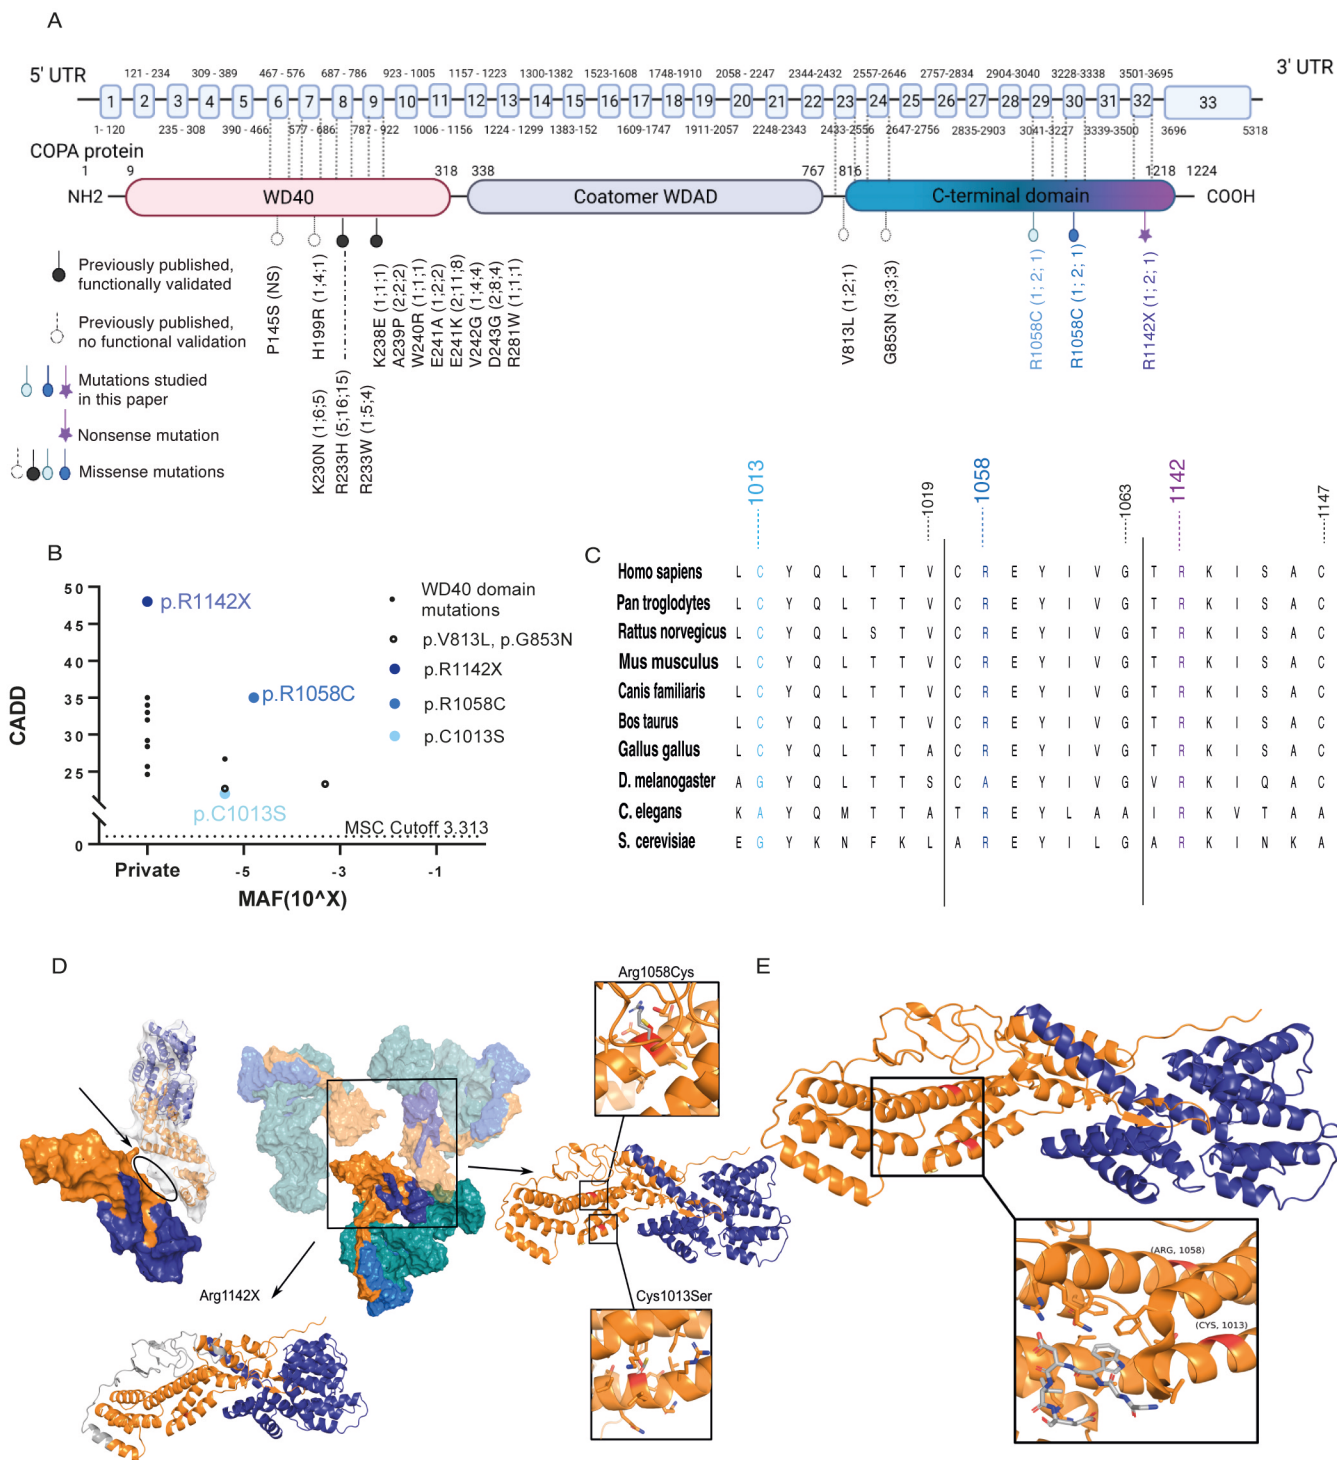 A
5' UTR
3' UTR
121 - 234 309 - 389 467 - 576 687 - 786 923 - 1005 1157 - 1223 1300-1382 1523-1608 1748-1910 2058 - 2247 2344-2432 2557-2646 2757-2834 2904-3040 3228-3338 3501-3695
1 2 3 4 5 6 7 8 9 10 11 12 13 14 15 16 17 18 19 20 21 22 23 24 25 26 27 28 29 30 31 32 33
1- 120 235 - 308 390 - 466 577 - 686 787 - 922 1006 - 1156 1224 - 1299 1383-152 1609-1747 1911-2057 2248-2343 2433-2556 2647-2756 2835-2903 3041-3227 3339-3500 3696 5318
COPA protein
1 9 318 338 767 816 1218 1224
NH2 WD40 Coatomer WDAD C-terminal domain COOH
Previously published,
functionally validated
Previously published,
no functional validation
Mutations studied
in this paper
Nonsense mutation
Missense mutations
P145S (NS)
H199R (1;4;1)
K230N (1;6;5)
R233H (5;16;15)
R233W (1;5;4)
K238E (1;1;1)
A239P (2;2;2)
W240R (1;1;1)
E241A (1;2;2)
E241K (2;11;8)
V242G (1;4;4)
D243G (2;8;4)
R281W (1;1;1)
V813L (1;2;1)
G853N (3;3;3)
R1058C (1; 2; 1)
R1058C (1; 2; 1)
R1142X (1; 2; 1)
B
CADD
50
45
40
35
30
25
0
p.R1142X
p.R1058C
p.C1013S
MSC Cutoff 3.313
Private -5 -3 -1
MAF(10^X)
WD40 domain
mutations
p.V813L, p.G853N
p.R1142X
p.R1058C
p.C1013S
C
1013 1019 1058 1063 1142 1147
Homo sapiens L C Y Q L T T V C R E Y I V G T R K I S A C
Pan troglodytes L C Y Q L T T V C R E Y I V G T R K I S A C
Rattus norvegicus L C Y Q L S T V C R E Y I V G T R K I S A C
Mus musculus L C Y Q L T T V C R E Y I V G T R K I S A C
Canis familiaris L C Y Q L T T V C R E Y I V G T R K I S A C
Bos taurus L C Y Q L T T V C R E Y I V G T R K I S A C
Gallus gallus L C Y Q L T T A C R E Y I V G T R K I S A C
D. melanogaster A G Y Q L T T S C A E Y I V G V R K I Q A C
C. elegans K A Y Q M T T A T R E Y L A A I R K V T A A
S. cerevisiae E G Y K N F K L A R E Y I L G A R K I N K A
D
Arg1058Cys
Arg1142X
Cys1013Ser
E
(ARG, 1058)
(CYS, 1013)